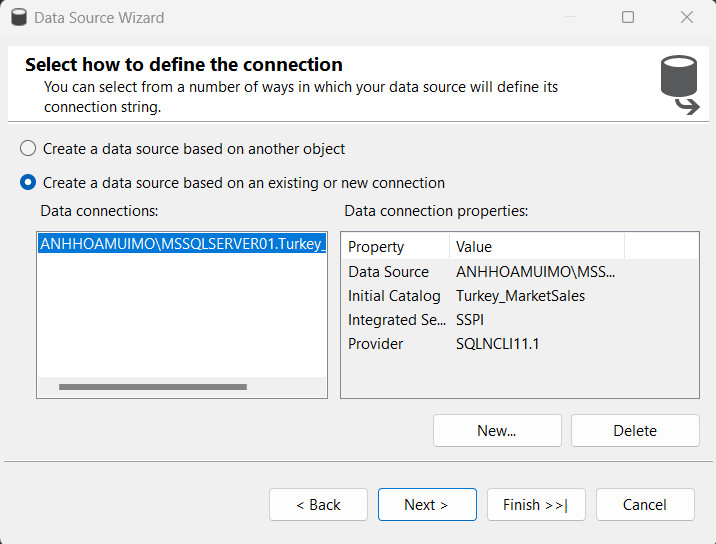 Data Source Wizard
Select how to define the connection
You can select from a number of ways in which your data source will define its
connection string.
Create a data source based on another object
Create a data source based on an existing or new connection
Data connections:
Data connection properties:
ANHHOAMUIMO\MSSQLSERVER01.Turkey_
Property Value
Data Source ANHHOAMUIMO\MSS...
Initial Catalog Turkey_MarketSales
Integrated Se... SSPI
Provider SQLNCLI11.1
New... Delete
< Back Next > Finish >>| Cancel